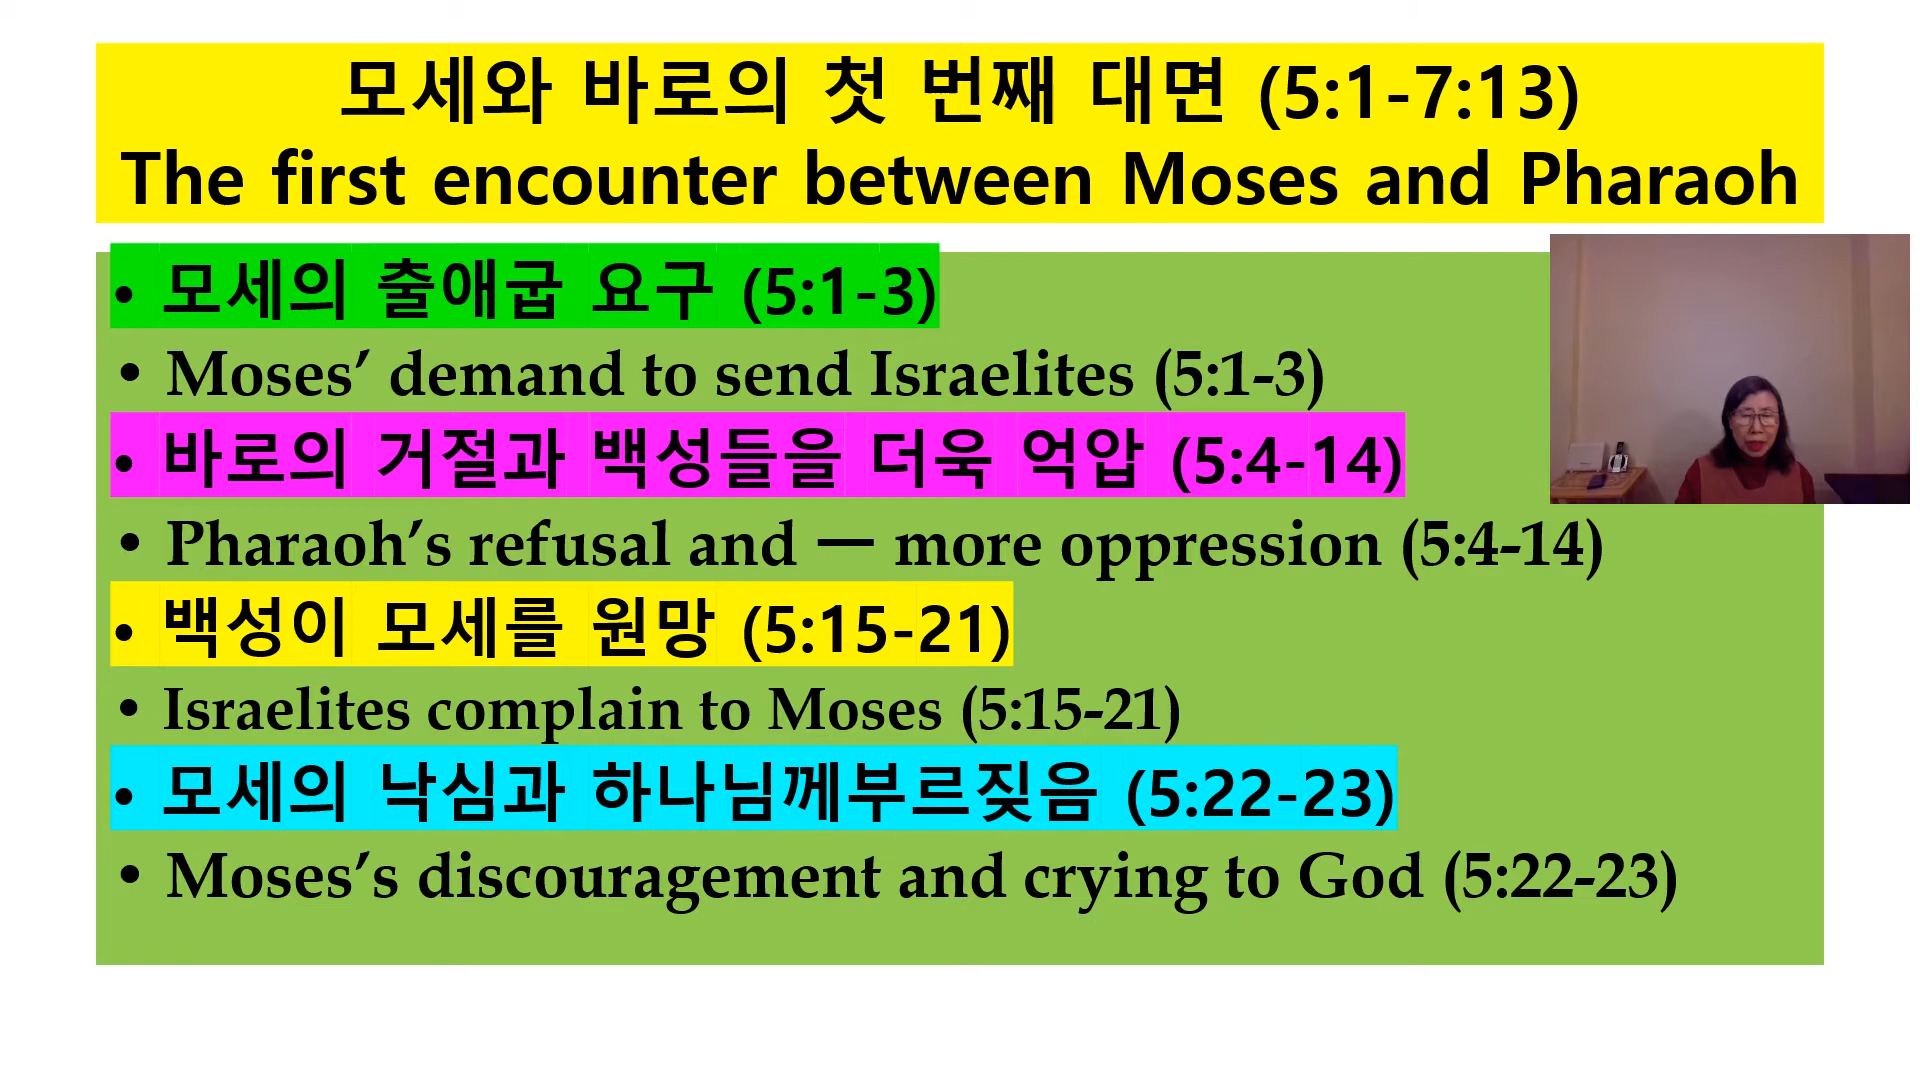 모세와 바로의 첫 번째 대면 (5:1-7:13)
The first encounter between Moses and Pharaoh
• 모세의 출애굽 요구 (5:1-3)
• Moses’ demand to send Israelites (5:1-3)
• 바로의 거절과 백성들을 더욱 억압 (5:4-14)
• Pharaoh’s refusal and ㅡ more oppression (5:4-14)
• 백성이 모세를 원망 (5:15-21)
• Israelites complain to Moses (5:15-21)
• 모세의 낙심과 하나님께부르짖음 (5:22-23)
• Moses’s discouragement and crying to God (5:22-23)